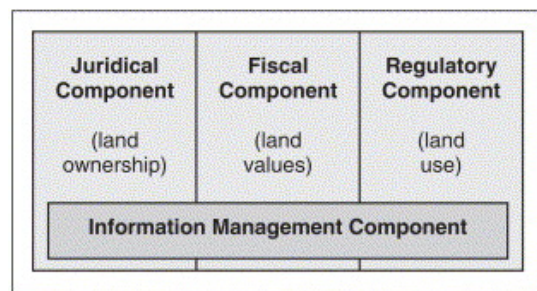 Juridical
Component
(land
ownership)
Fiscal
Component
(land
values)
Regulatory
Component
(land
use)
Information Management Component